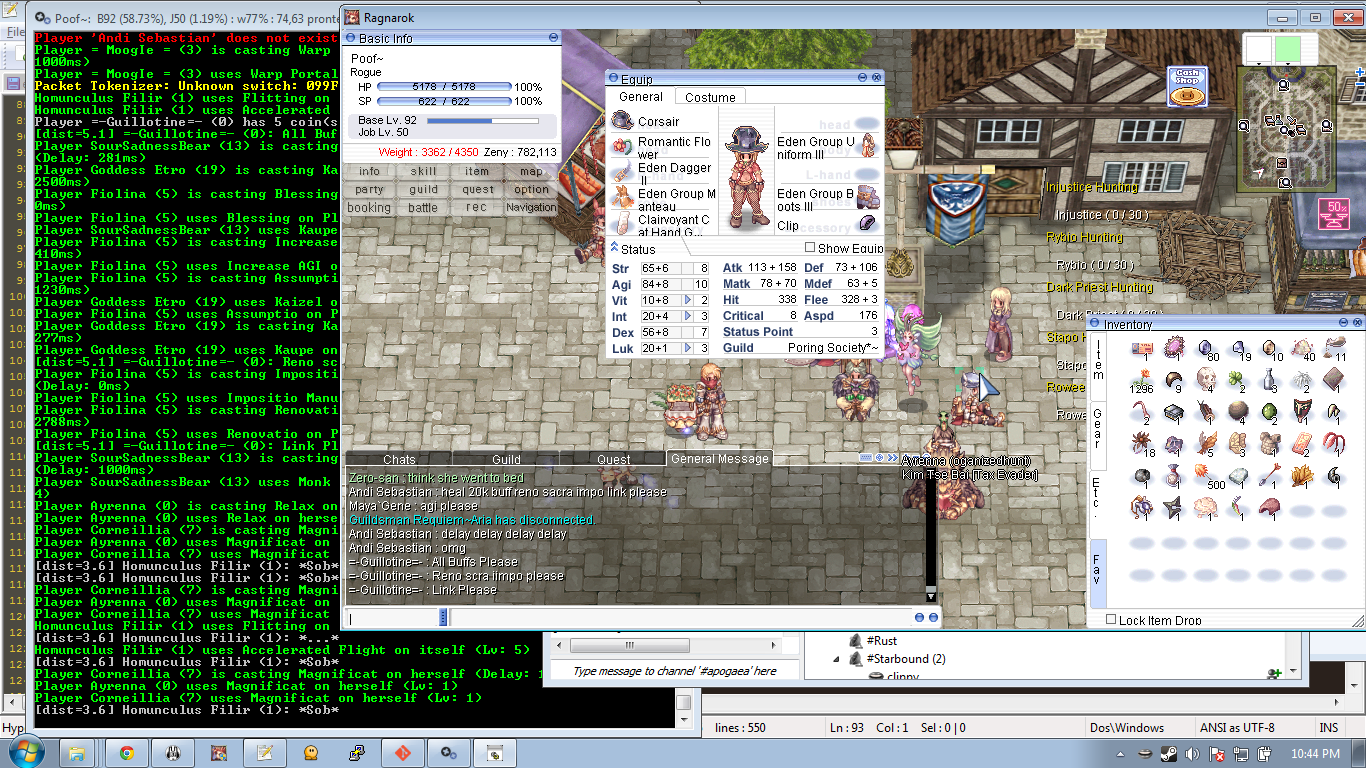 Poof~: B92 (58.73%), J50 (1.19%) : w77% : 74,63 pronte
Player 'Andi Sebastian' does not exist
Player = MoogIe = (3) is casting Warp
1000ms)
Player = MoogIe = (3) uses Warp Portal
Packet Tokenizer: Unknown switch: 099F
Homunculus Filir (1) uses Flitting on
Homunculus Filir (1) uses Accelerated
Player =-Guillotine=- (0) has 5 coin(s
[dist=5.1] =-Guillotine=- (0): All Buf
Player SourSadnessBear (13) is casting
(Delay: 281ms)
Player Goddess Etro (19) is casting Ka
2500ms)
Player Fiolina (5) is casting Blessing
0ms)
Player Fiolina (5) uses Blessing on Pl
Player SourSadnessBear (13) uses Kaupe
Player Fiolina (5) is casting Increase
410ms)
Player Fiolina (5) uses Increase AGI o
Player Fiolina (5) is casting Assumpti
1230ms)
Player Goddess Etro (19) uses Kaizel o
Player Fiolina (5) uses Assumptio on P
Player Goddess Etro (19) is casting Ka
277ms)
Player Goddess Etro (19) uses Kaupe on
[dist=5.1] =-Guillotine=- (0): Reno sc
Player Fiolina (5) is casting Impositi
(Delay: 0ms)
Player Fiolina (5) uses Impositio Manu
Player Fiolina (5) is casting Renovati
2788ms)
Player Fiolina (5) uses Renovatio on P
[dist=5.1] =-Guillotine=- (0): Link Pl
Player SourSadnessBear (13) is casting
(Delay: 1000ms)
Player SourSadnessBear (13) uses Monk
4)
Player Ayrenna (0) is casting Relax on
Player Ayrenna (0) uses Relax on herse
Player Corneillia (7) is casting Magni
Player Ayrenna (0) uses Magnificat on
Player Corneillia (7) uses Magnificat
[dist=3.6] Homunculus Filir (1): *Sob*
[dist=3.6] Homunculus Filir (1): *Sob*
Player Corneillia (7) is casting Magni
Player Ayrenna (0) uses Magnificat on
Player Corneillia (7) uses Magnificat
Homunculus Filir (1) uses Flitting on
[dist=3.6] Homunculus Filir (1): *...*
Homunculus Filir (1) uses Accelerated Flight on itself (Lv: 5)
[dist=3.6] Homunculus Filir (1): *Sob*
Player Corneillia (7) is casting Magnificat on herself (Delay:
Player Ayrenna (0) uses Magnificat on herself (Lv: 1)
Player Corneillia (7) uses Magnificat on herself (Lv: 1)
[dist=3.6] Homunculus Filir (1): *Sob*
Ragnarok
Basic Info
Poof~
Rogue
HP 5178 / 5178 100%
SP 622 / 622 100%
Base Lv. 92
Job Lv. 50
Weight : 3362 / 4350 Zeny : 782,113
info skill item map
party guild quest option
booking battle rec Navigation
Equip
General Costume
Corsair
Romantic Flo
wer
Eden Group U
niform III
Eden Dagger
II
Eden Group M
anteau
Eden Group B
oots III
Clairvoyant C
at Hand G...
Clip
Status
Show Equip
Str 65+6 8 Atk 113 + 158 Def 73 + 106
Agi 84+8 10 Matk 78 + 70 Mdef 63 + 5
Vit 10+8 2 Hit 338 Flee 328 + 3
Int 20+4 3 Critical 8 Aspd 176
Dex 56+8 7 Status Point 3
Luk 20+1 3 Guild Poring Society*~
Cash
Shop
50%
Injustice Hunting
Injustice ( 0 / 30 )
Rybio Hunting
Rybio ( 0 / 30 )
Dark Priest Hunting
Inventory
Item
Gear
Etc.
Fav
Lock Item Drop
Ayrenna (oganizedhunt)
Kim Tse Bai [Tax Evader]
Chats Guild Quest General Message
Zero-san : think she went to bed
Andi Sebastian : heal 20k buff reno sacra impo link please
Maya Gene : agi please
Guildsman Requiem~Aria has disconnected.
Andi Sebastian : delay delay delay delay
Andi Sebastian : omg
=-Guillotine=- : All Buffs Please
=-Guillotine=- : Reno scra iimpo please
=-Guillotine=- : Link Please
Type message to channel '#apogaea' here
#Rust
#Starbound (2)
clippy
lines : 550 Ln : 93 Col : 1 Sel : 0 | 0 Dos\Windows ANSI as UTF-8 INS
10:44 PM